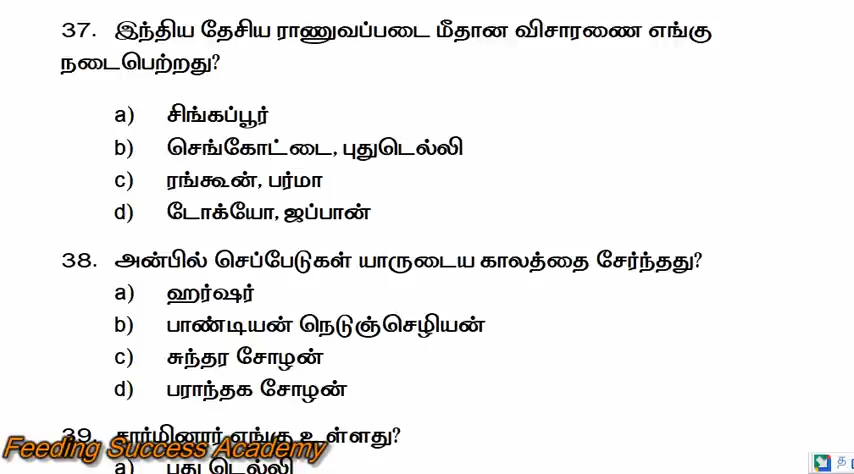 37. இந்திய தேசிய ராணுவப்படை மீதான விசாரணை எங்கு
நடைபெற்றது?
a) சிங்கப்பூர்
b) செங்கோட்டை, புதுடெல்லி
c) ரங்கூன், பர்மா
d) டோக்யோ, ஜப்பான்
38. அன்பில் செப்பேடுகள் யாருடைய காலத்தை சேர்ந்தது?
a) ஹர்ஷர்
b) பாண்டியன் நெடுஞ்செழியன்
c) சுந்தர சோழன்
d) பராந்தக சோழன்
39. சார்மினார் எங்கு உள்ளது?
Feeding Success Academy
a) புது டெல்லி